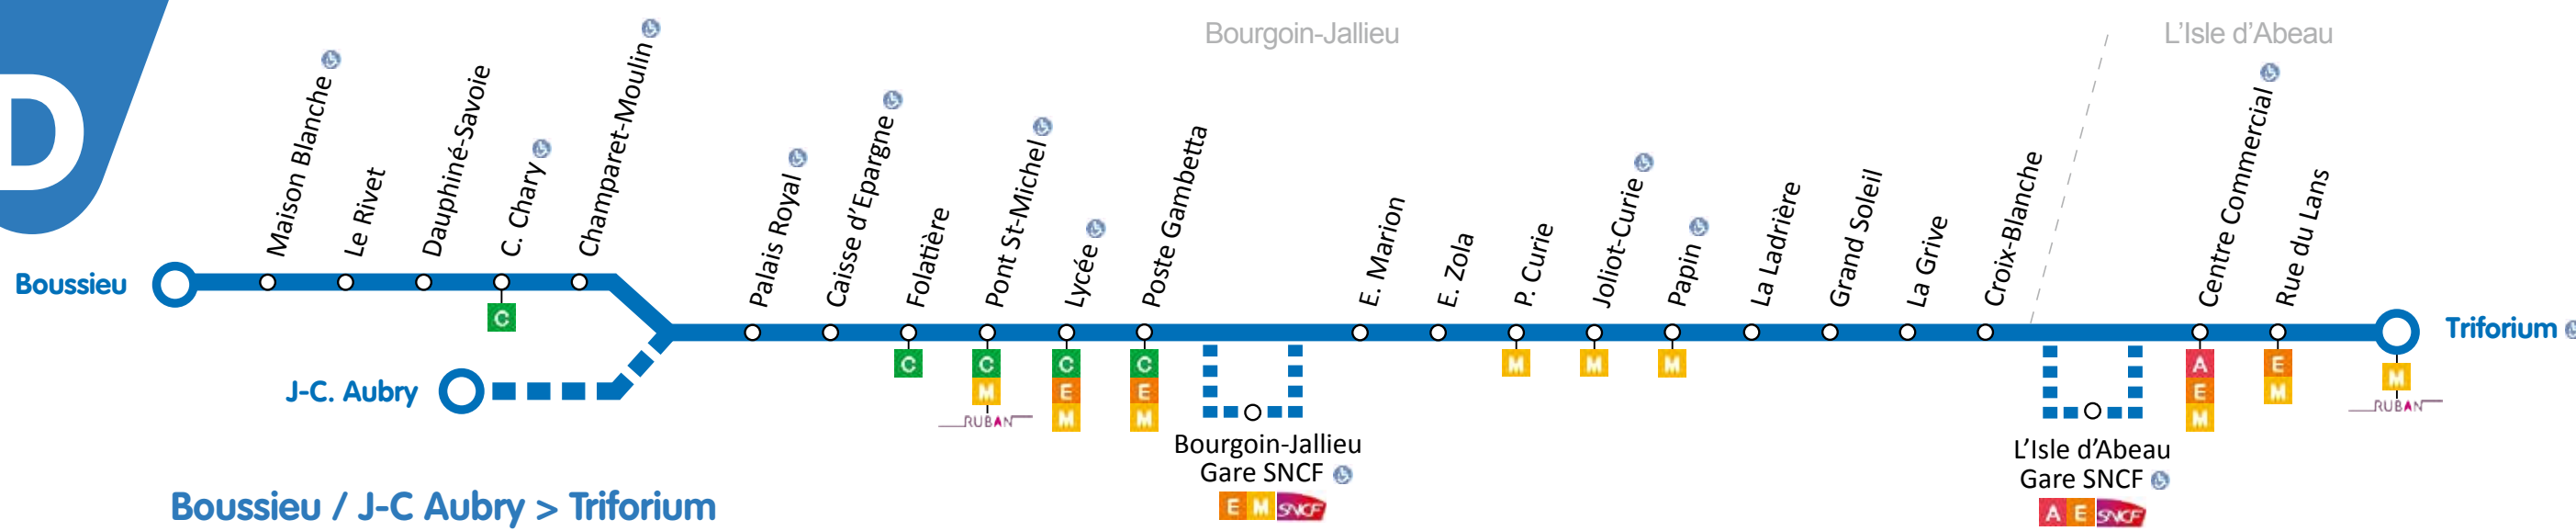 D
Bourgoin-Jallieu
L'Isle d'Abeau
Boussieu
Maison Blanche
Le Rivet
Dauphiné-Savoie
C. Chary
C
Champaret-Moulin
J-C. Aubry
Palais Royal
Caisse d'Epargne
Folatière
C
Pont St-Michel
C
M
RUBAN
Lycée
C
E
M
Poste Gambetta
C
E
M
Bourgoin-Jallieu
Gare SNCF
E M SNCF
E. Marion
E. Zola
P. Curie
M
Joliot-Curie
M
Papin
M
La Ladrière
Grand Soleil
La Grive
Croix-Blanche
L'Isle d'Abeau
Gare SNCF
A E SNCF
Centre Commercial
A
E
M
Rue du Lans
E
M
Triforium
M
RUBAN
Boussieu / J-C Aubry > Triforium